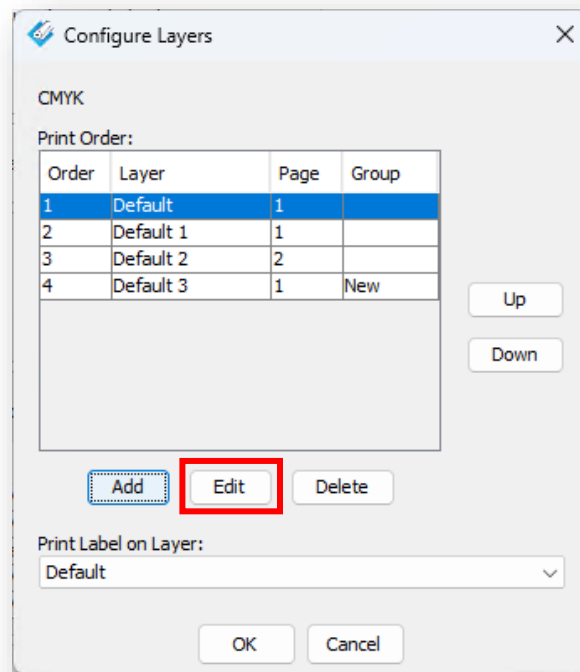 Configure Layers
CMYK
Print Order:
Order Layer Page Group
1 Default 1
2 Default 1 1
3 Default 2 2
4 Default 3 1 New
Up
Down
Add Edit Delete
Print Label on Layer:
Default
OK Cancel